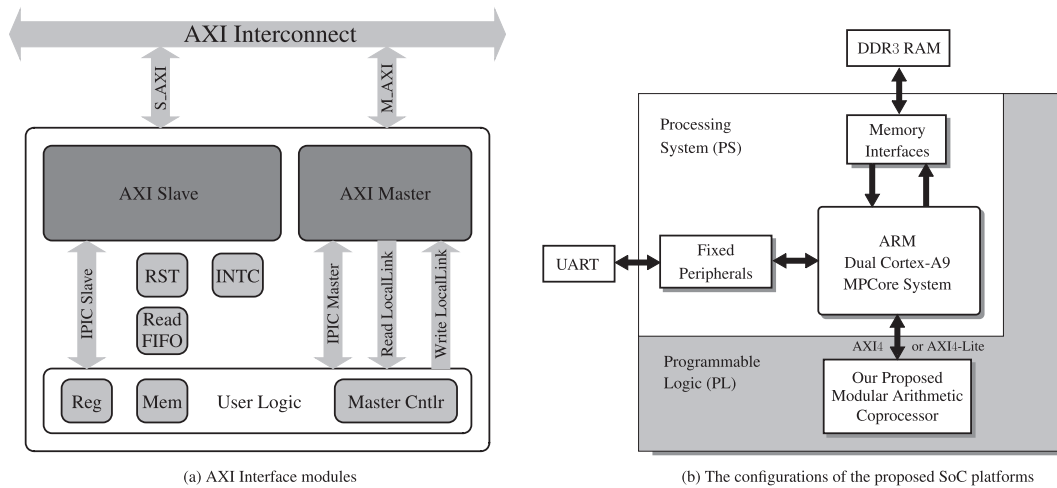 AXI Interconnect
S_AXI
M_AXI
AXI Slave
AXI Master
IPIC Slave
RST
INTC
Read
FIFO
IPIC Master
Read LocalLink
Write LocalLink
Reg
Mem
User Logic
Master Cntlr
(a) AXI Interface modules
DDR3 RAM
Processing
System (PS)
Memory
Interfaces
ARM
Dual Cortex-A9
MPCore System
Fixed
Peripherals
UART
AXI4 or AXI4-Lite
Programmable
Logic (PL)
Our Proposed
Modular Arithmetic
Coprocessor
(b) The configurations of the proposed SoC platforms